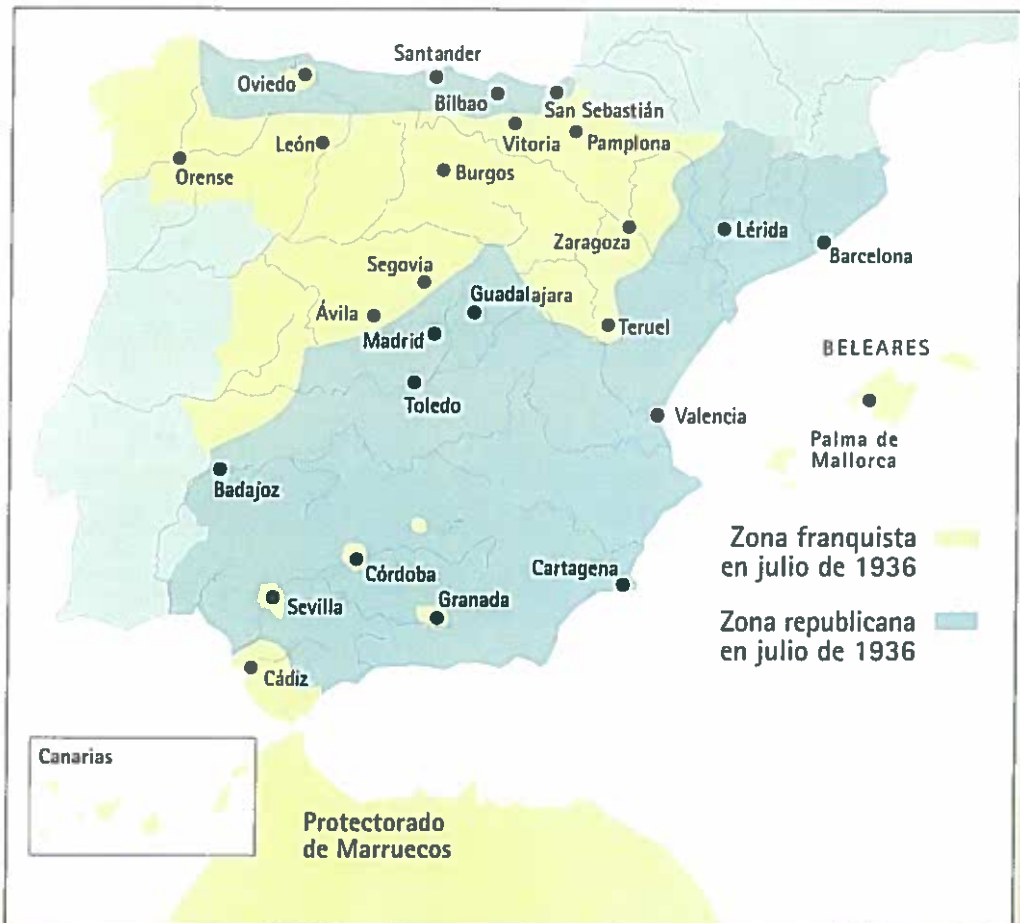 Santander
Oviedo
Bilbao
San Sebastián
León
Vitoria
Pamplona
Orense
Burgos
Zaragoza
Lérida
Barcelona
Segovia
Guadalajara
Ávila
Madrid
Teruel
BELEARES
Toledo
Valencia
Palma de
Mallorca
Badajoz
Zona franquista
en julio de 1936
Córdoba
Cartagena
Sevilla
Granada
Zona republicana
en julio de 1936
Cádiz
Canarias
Protectorado
de Marruecos